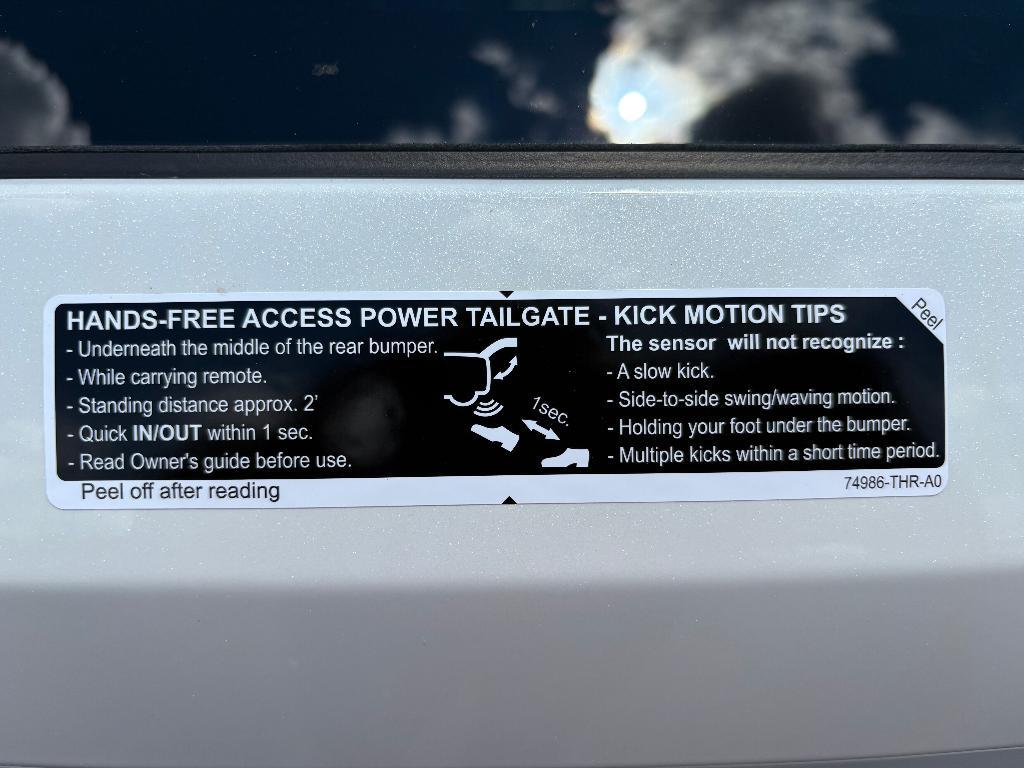 HANDS-FREE ACCESS POWER TAILGATE - KICK MOTION TIPS
Peel
- Underneath the middle of the rear bumper.
- While carrying remote.
- Standing distance approx. 2'
- Quick IN/OUT within 1 sec.
- Read Owner's guide before use.
1sec.
The sensor will not recognize :
- A slow kick.
- Side-to-side swing/waving motion.
- Holding your foot under the bumper.
- Multiple kicks within a short time period.
Peel off after reading
74986-THR-A0